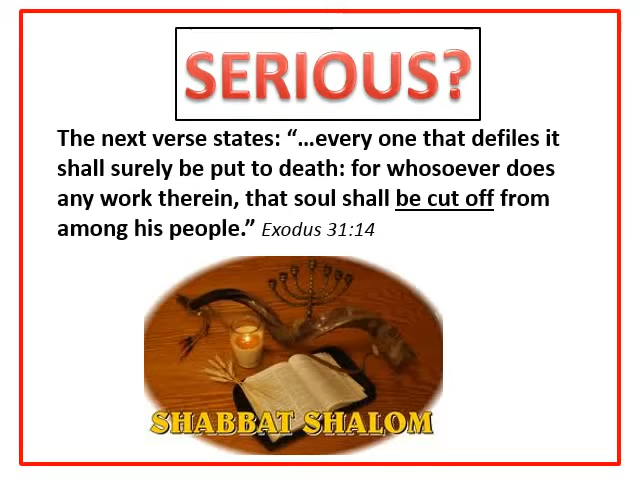 SERIOUS?
The next verse states: “…every one that defiles it
shall surely be put to death: for whosoever does
any work therein, that soul shall be cut off from
among his people.” Exodus 31:14
SHABBAT SHALOM